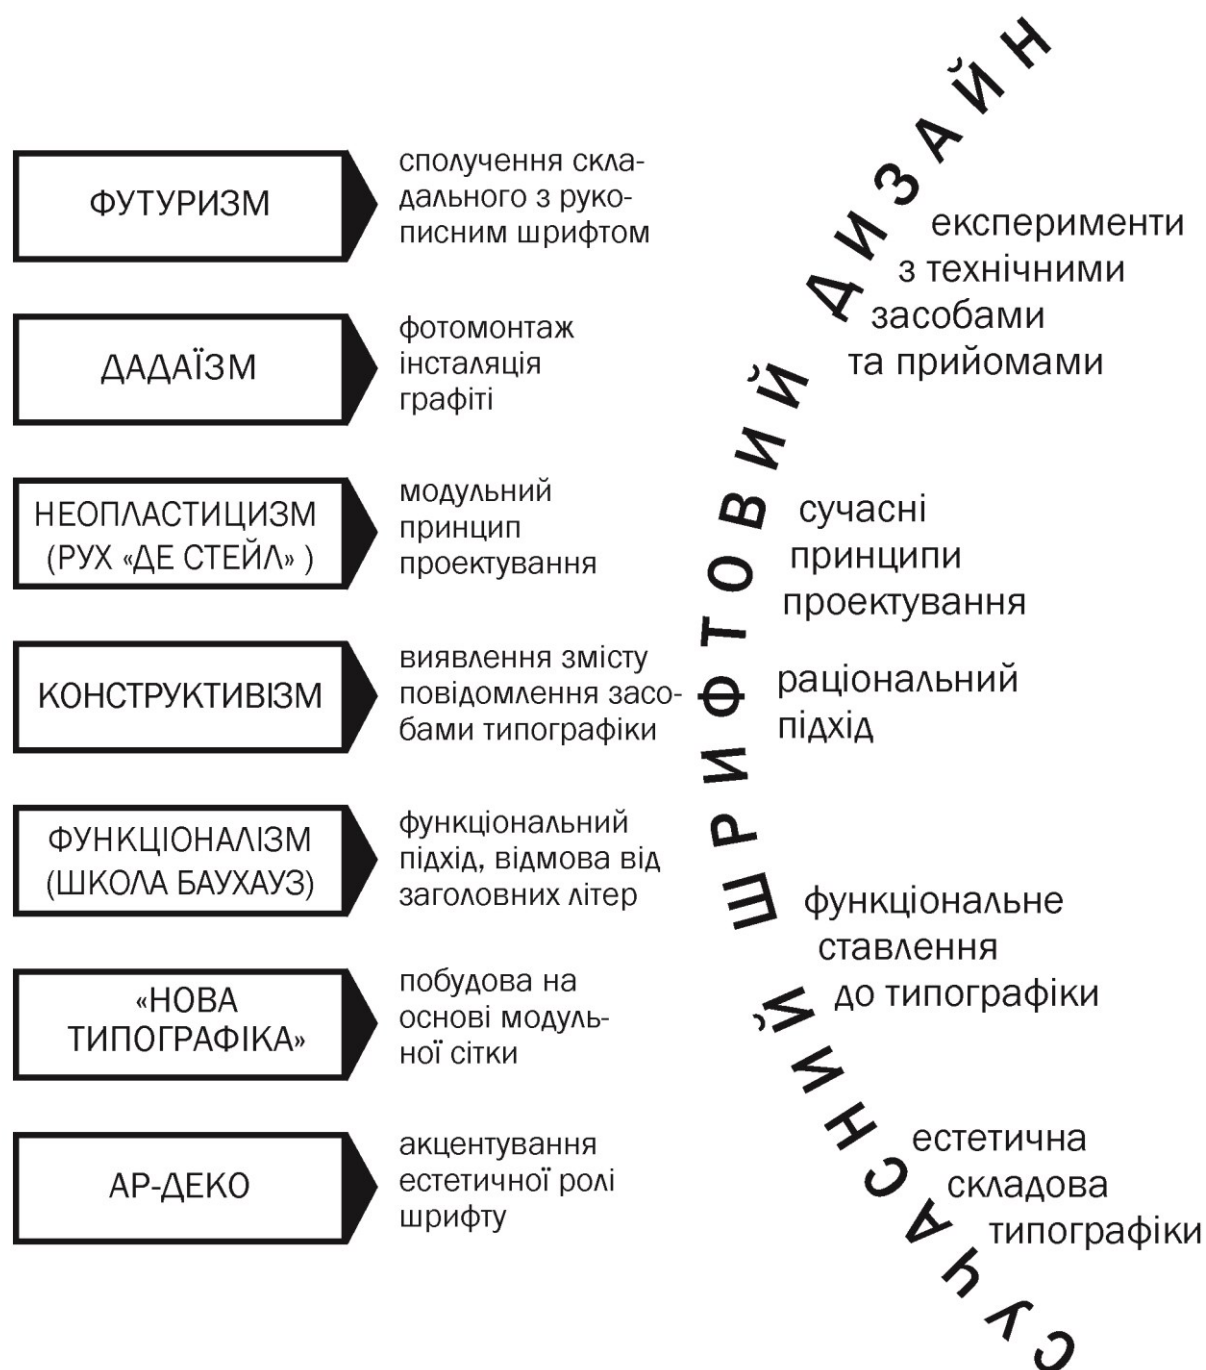 ФУТУРИЗМ
сполучення скла-
дального з руко-
писним шрифтом
ДАДАЇЗМ
фотомонтаж
інсталяція
графіті
НЕОПЛАСТИЦИЗМ
(РУХ «ДЕ СТЕЙЛ» )
модульний
принцип
проектування
КОНСТРУКТИВІЗМ
виявлення змісту
повідомлення засо-
бами типографіки
ФУНКЦІОНАЛІЗМ
(ШКОЛА БАУХАУЗ)
функціональний
підхід, відмова від
заголовних літер
«НОВА
ТИПОГРАФІКА»
побудова на
основі модуль-
ної сітки
АР-ДЕКО
акцентування
естетичної ролі
шрифту
СУЧАСНИЙ ШРИФТОВИЙ ДИЗАЙН
експерименти
з технічними
засобами
та прийомами
сучасні
принципи
проектування
раціональний
підхід
функціональне
ставлення
до типографіки
естетична
складова
типографіки